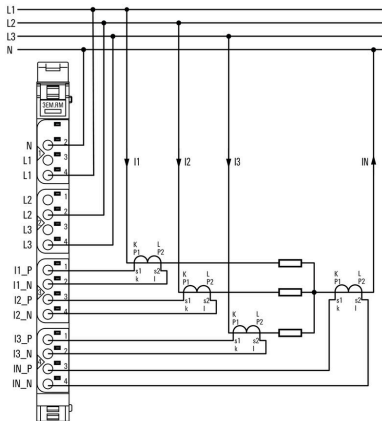 L1
L2
L3
N
3EM.RM
N 2
L1 3
L1 4
I1 I2 I3 IN
L2 1
L2 2
L3 3
L3 4
K L
P1 P2
s1 s2
k l
I1_P 1
I1_N 2
I2_P 3
I2_N 4
K L
P1 P2
s1 s2
k l
K L
P1 P2
s1 s2
k l
I3_P 1
I3_N 2
IN_P 3
IN_N 4
K L
P1 P2
s1 s2
k l